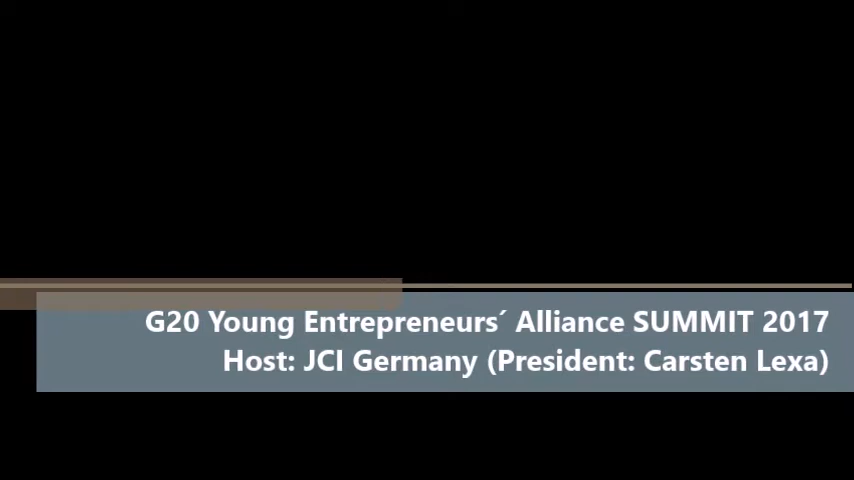 G20 Young Entrepreneurs´ Alliance SUMMIT 2017
Host: JCI Germany (President: Carsten Lexa)